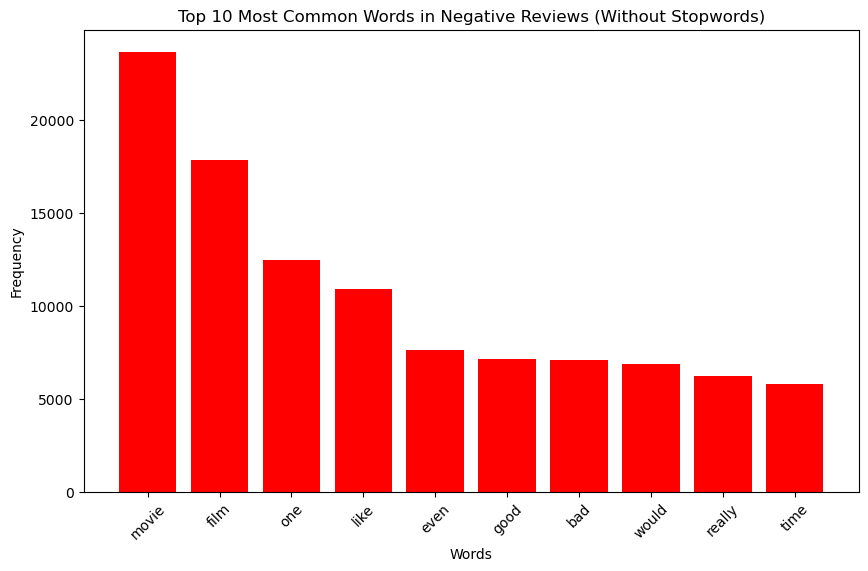 Top 10 Most Common Words in Negative Reviews (Without Stopwords)
Frequency
20000
15000
10000
5000
0
movie
film
one
like
even
good
bad
would
really
time
Words